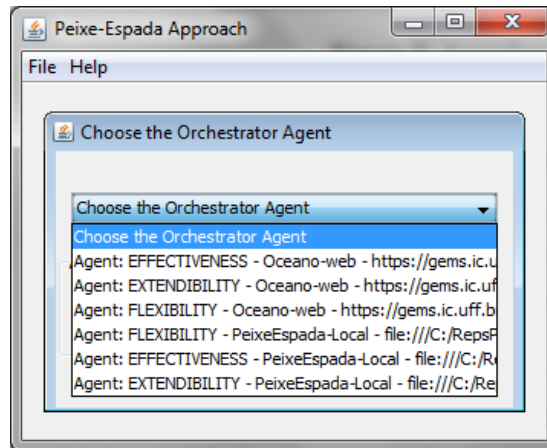 Peixe-Espada Approach
File Help
Choose the Orchestrator Agent
Choose the Orchestrator Agent
Choose the Orchestrator Agent
Agent: EFFECTIVENESS - Oceano-web - https://gems.ic.u
Agent: EXTENDIBILITY - Oceano-web - https://gems.ic.uf
Agent: FLEXIBILITY - Oceano-web - https://gems.ic.uff.b
Agent: FLEXIBILITY - PeixeEspada-Local - file:///C:/RepsP
Agent: EFFECTIVENESS - PeixeEspada-Local - file:///C:/R
Agent: EXTENDIBILITY - PeixeEspada-Local - file:///C:/Re